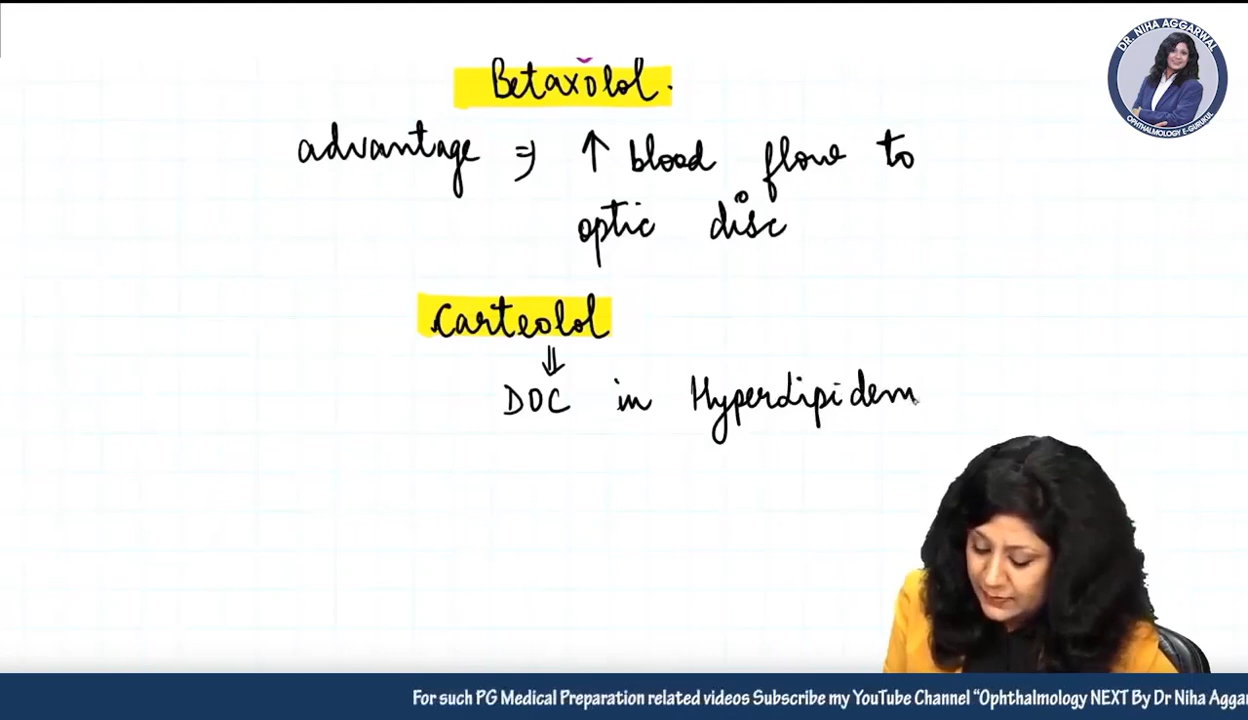 DR. NIHA AGGARWAL
OPHTHALMOLOGY E-GURUKUL
Betaxolol.
advantage ⇒ ↑ blood flow to
optic disc
Carteolol
⇓
DOC in Hyperdipidem
For such PG Medical Preparation related videos Subscribe my YouTube Channel “Ophthalmology NEXT By Dr Niha Aggar